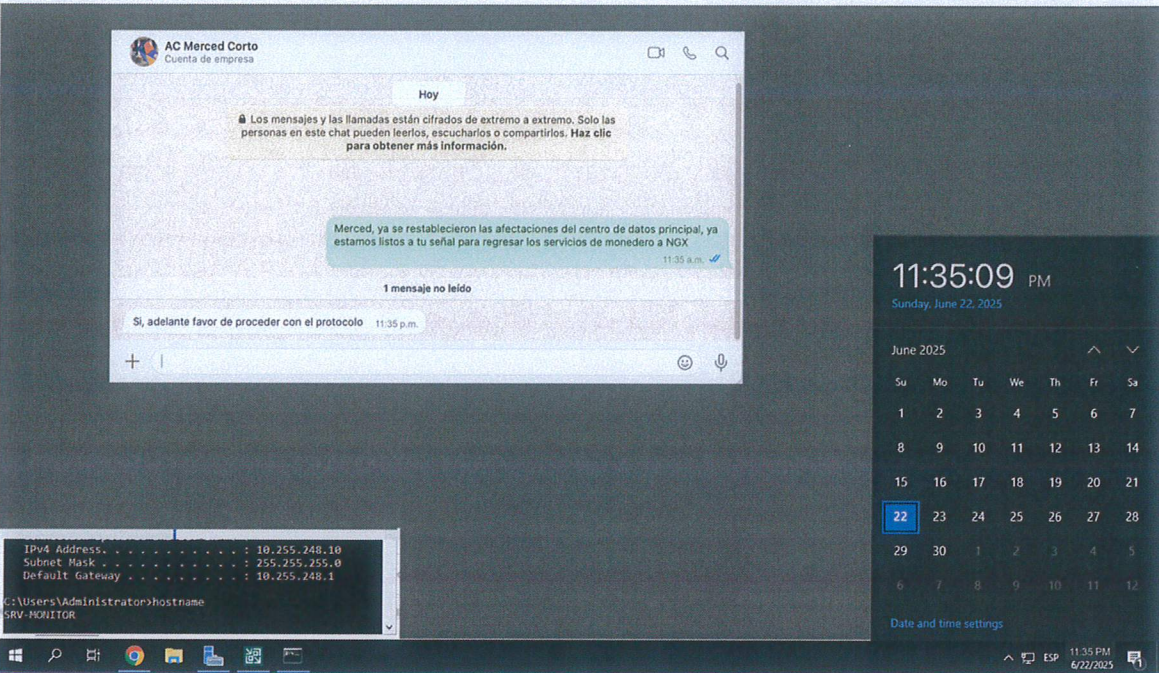 AC Merced Corto
Cuenta de empresa
Hoy
Los mensajes y las llamadas están cifrados de extremo a extremo. Solo las
personas en este chat pueden leerlos, escucharlos o compartirlos. Haz clic
para obtener más información.
Merced, ya se restablecieron las afectaciones del centro de datos principal, ya
estamos listos a tu señal para regresar los servicios de monedero a NGX
11:35 a.m.
1 mensaje no leído
Si, adelante favor de proceder con el protocolo 11:35 p.m.
11:35:09 PM
Sunday, June 22, 2025
June 2025
Su Mo Tu We Th Fr Sa
1 2 3 4 5 6 7
8 9 10 11 12 13 14
15 16 17 18 19 20 21
22 23 24 25 26 27 28
29 30 1 2 3 4 5
6 7 8 9 10 11 12
Date and time settings
IPv4 Address. . . . . . . . . . . : 10.255.248.10
Subnet Mask . . . . . . . . . . . : 255.255.255.0
Default Gateway . . . . . . . . . : 10.255.248.1
C:\Users\Administrator>hostname
SRV-MONITOR
ESP
11:35 PM
6/22/2025
1